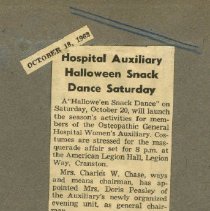 OCTOBER 18, 1962
Hospital Auxiliary
Halloween Snack
Dance Saturday
A "Hallowe'en Snack Dance" on
Saturday, October 20, will launch
the season's activities for mem-
bers of the Osteopathic General
Hospital Women's Auxiliary. Cos-
tumes are stressed for the mas-
querade affair set for 8 p.m. at
the American Legion Hall, Legion
Way, Cranston.
Mrs. Charles W. Chase, ways
and means chairman, has ap-
pointed Mrs. Doris Feasley of
the Auxiliary's newly organized
evening unit, as general chair-